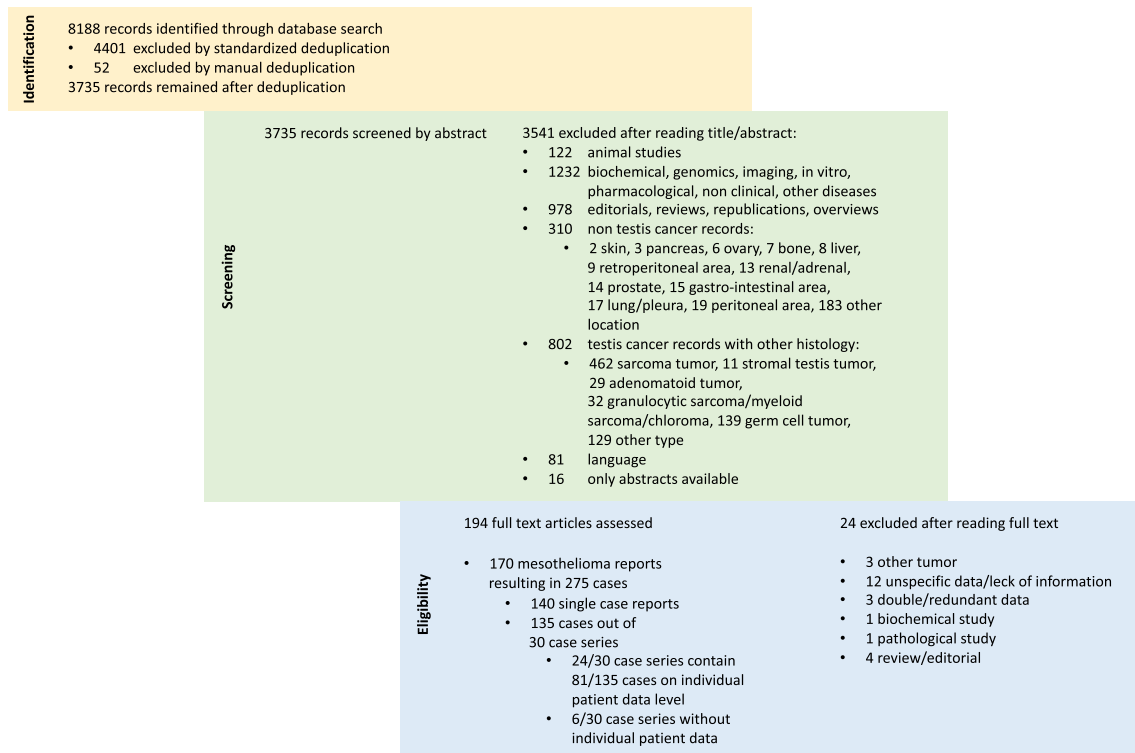 Identification
8188 records identified through database search
• 4401 excluded by standardized deduplication
• 52 excluded by manual deduplication
3735 records remained after deduplication
Screening
3735 records screened by abstract
3541 excluded after reading title/abstract:
• 122 animal studies
• 1232 biochemical, genomics, imaging, in vitro,
pharmacological, non clinical, other diseases
• 978 editorials, reviews, republications, overviews
• 310 non testis cancer records:
• 2 skin, 3 pancreas, 6 ovary, 7 bone, 8 liver,
9 retroperitoneal area, 13 renal/adrenal,
14 prostate, 15 gastro-intestinal area,
17 lung/pleura, 19 peritoneal area, 183 other
location
• 802 testis cancer records with other histology:
• 462 sarcoma tumor, 11 stromal testis tumor,
29 adenomatoid tumor,
32 granulocytic sarcoma/myeloid
sarcoma/chloroma, 139 germ cell tumor,
129 other type
• 81 language
• 16 only abstracts available
Eligibility
194 full text articles assessed
• 170 mesothelioma reports
resulting in 275 cases
• 140 single case reports
• 135 cases out of
30 case series
• 24/30 case series contain
81/135 cases on individual
patient data level
• 6/30 case series without
individual patient data
24 excluded after reading full text
• 3 other tumor
• 12 unspecific data/leck of information
• 3 double/redundant data
• 1 biochemical study
• 1 pathological study
• 4 review/editorial